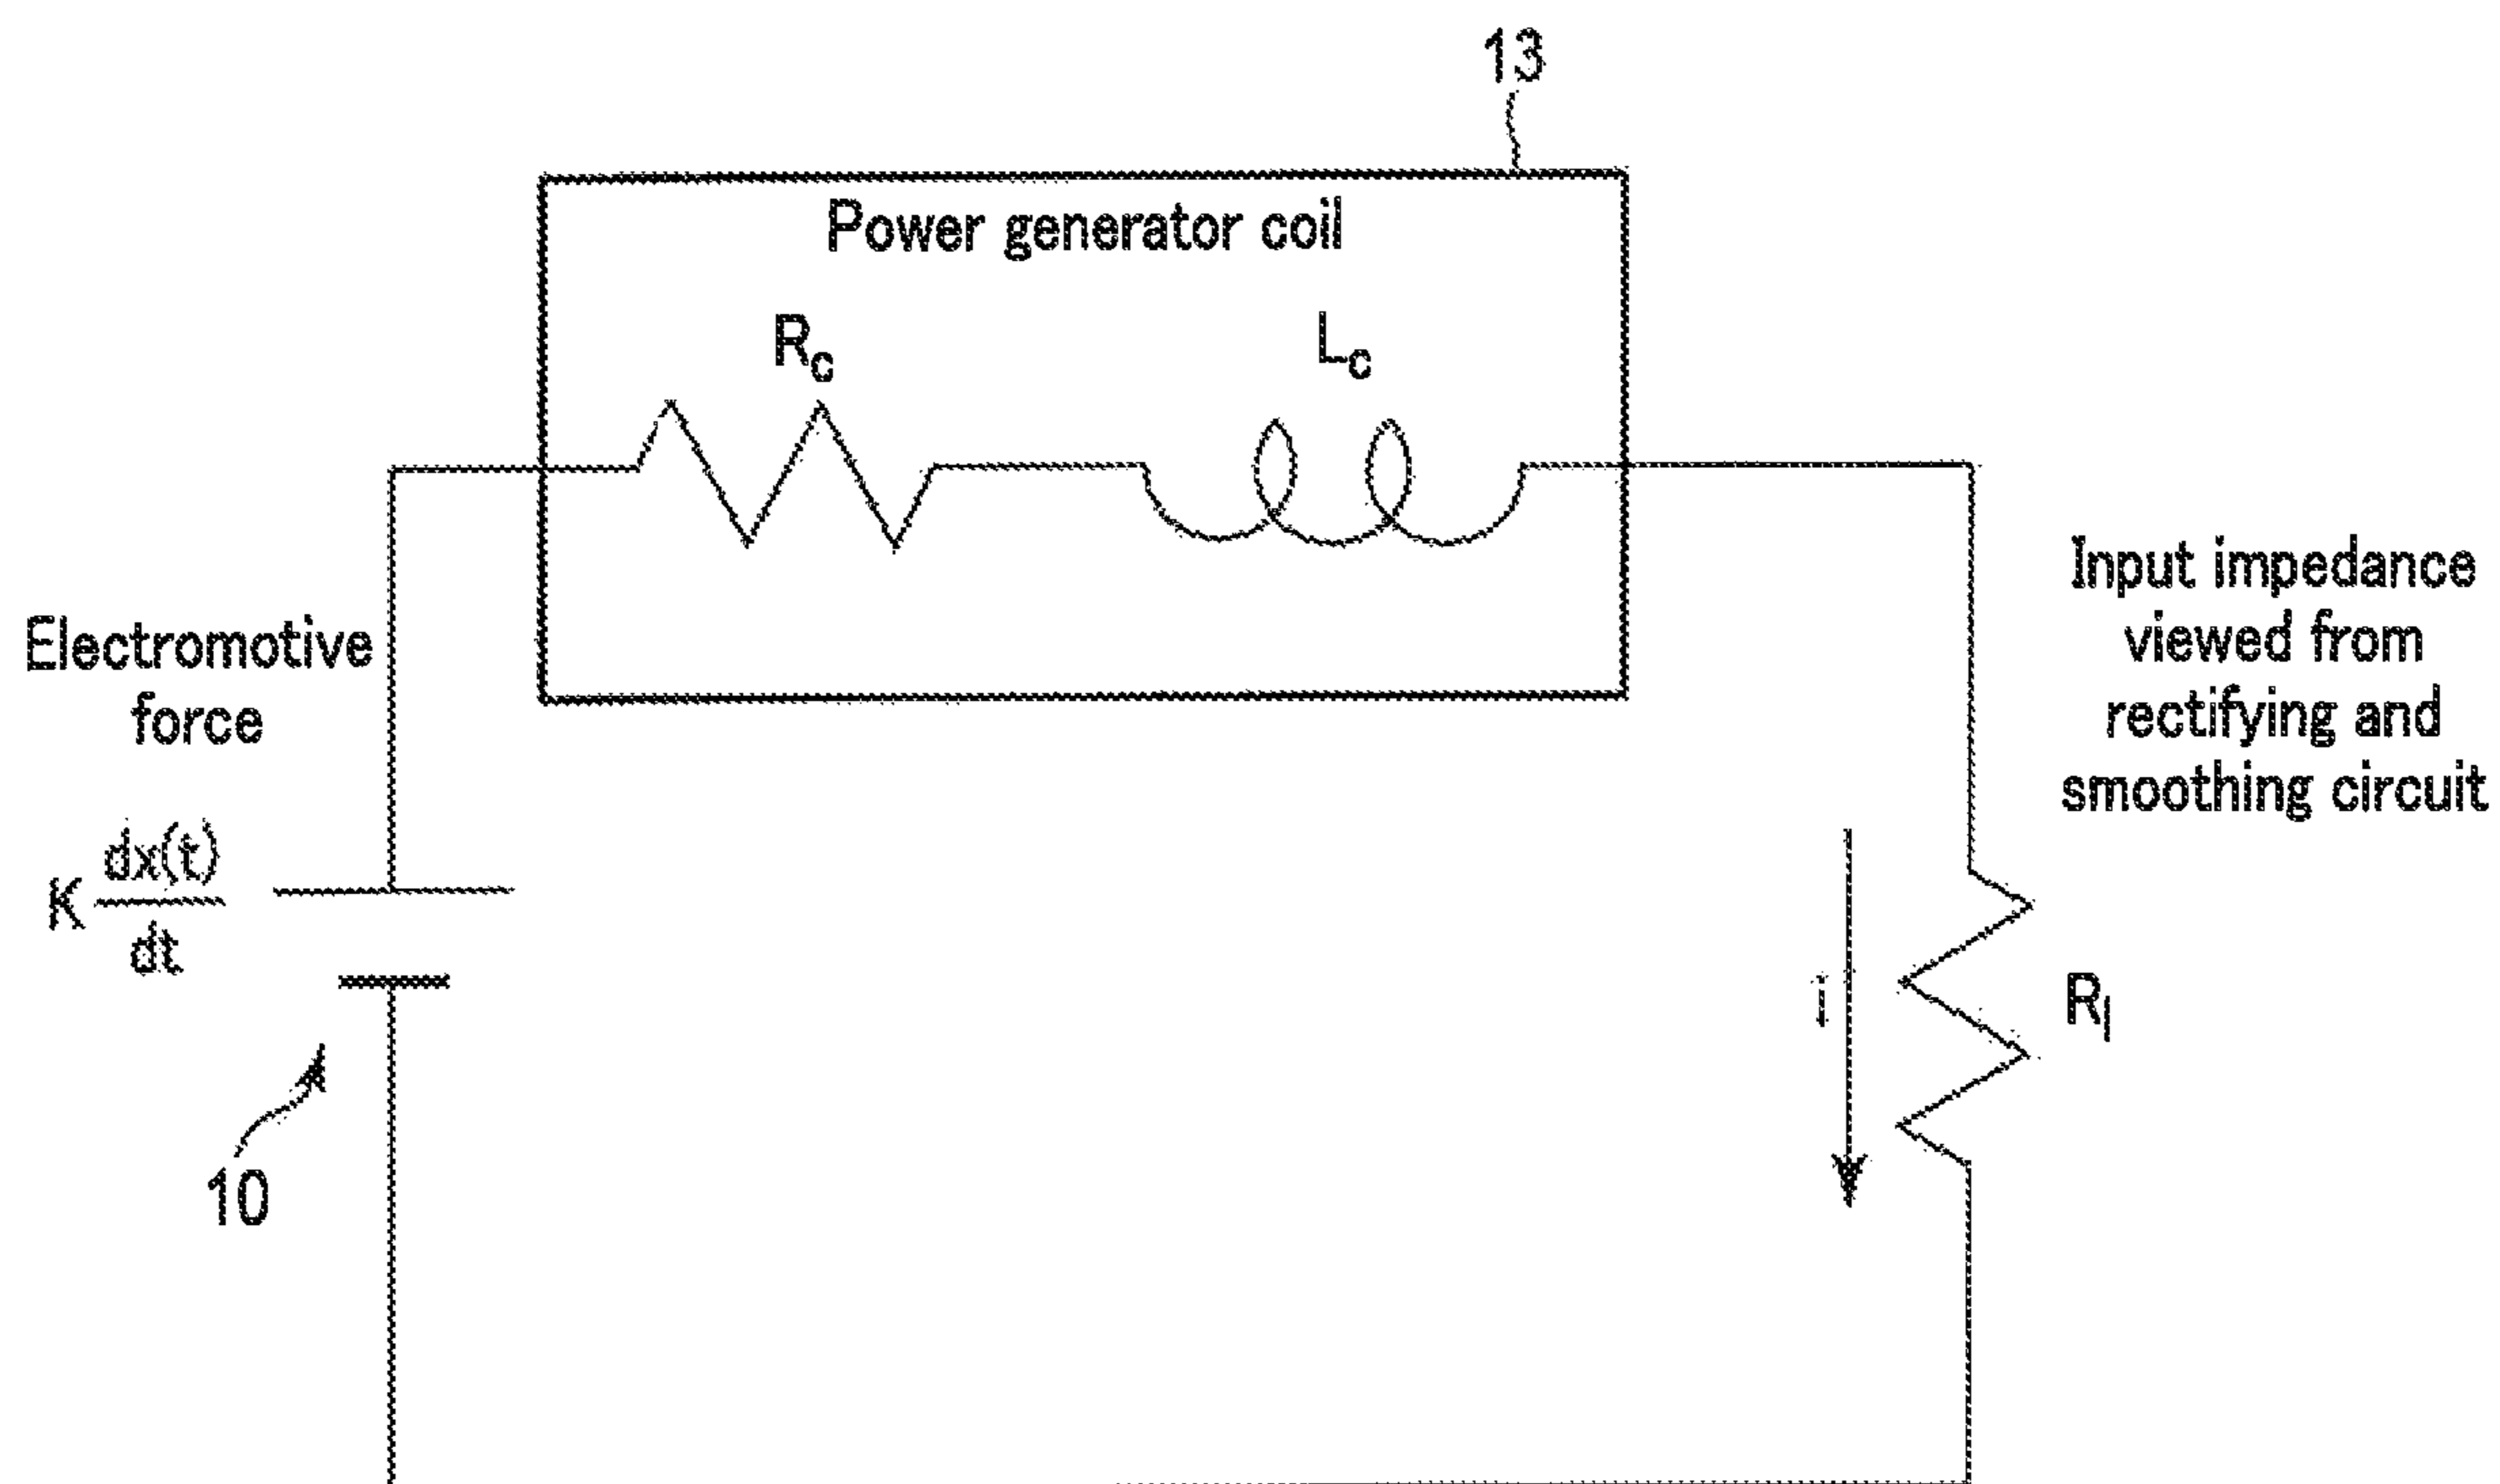 13
Power generator coil
Rc
Lc
Electromotive
force
K dx(t)
dt
10
Input impedance
viewed from
rectifying and
smoothing circuit
i
Rl